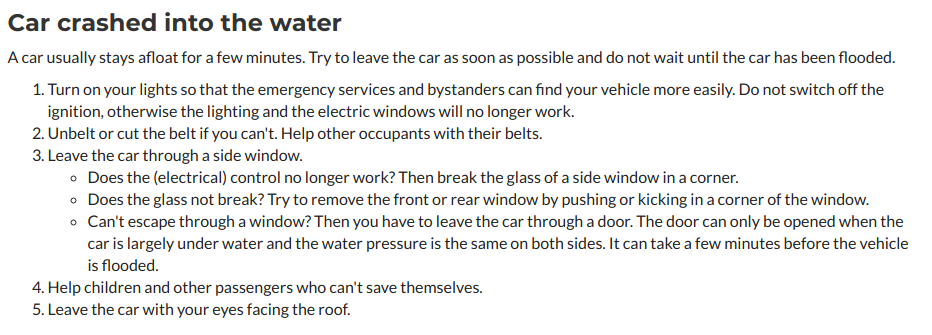 Car crashed into the water
A car usually stays afloat for a few minutes. Try to leave the car as soon as possible and do not wait until the car has been flooded.
1. Turn on your lights so that the emergency services and bystanders can find your vehicle more easily. Do not switch off the
ignition, otherwise the lighting and the electric windows will no longer work.
2. Unbelt or cut the belt if you can't. Help other occupants with their belts.
3. Leave the car through a side window.
◦ Does the (electrical) control no longer work? Then break the glass of a side window in a corner.
◦ Does the glass not break? Try to remove the front or rear window by pushing or kicking in a corner of the window.
◦ Can't escape through a window? Then you have to leave the car through a door. The door can only be opened when the
car is largely under water and the water pressure is the same on both sides. It can take a few minutes before the vehicle
is flooded.
4. Help children and other passengers who can't save themselves.
5. Leave the car with your eyes facing the roof.